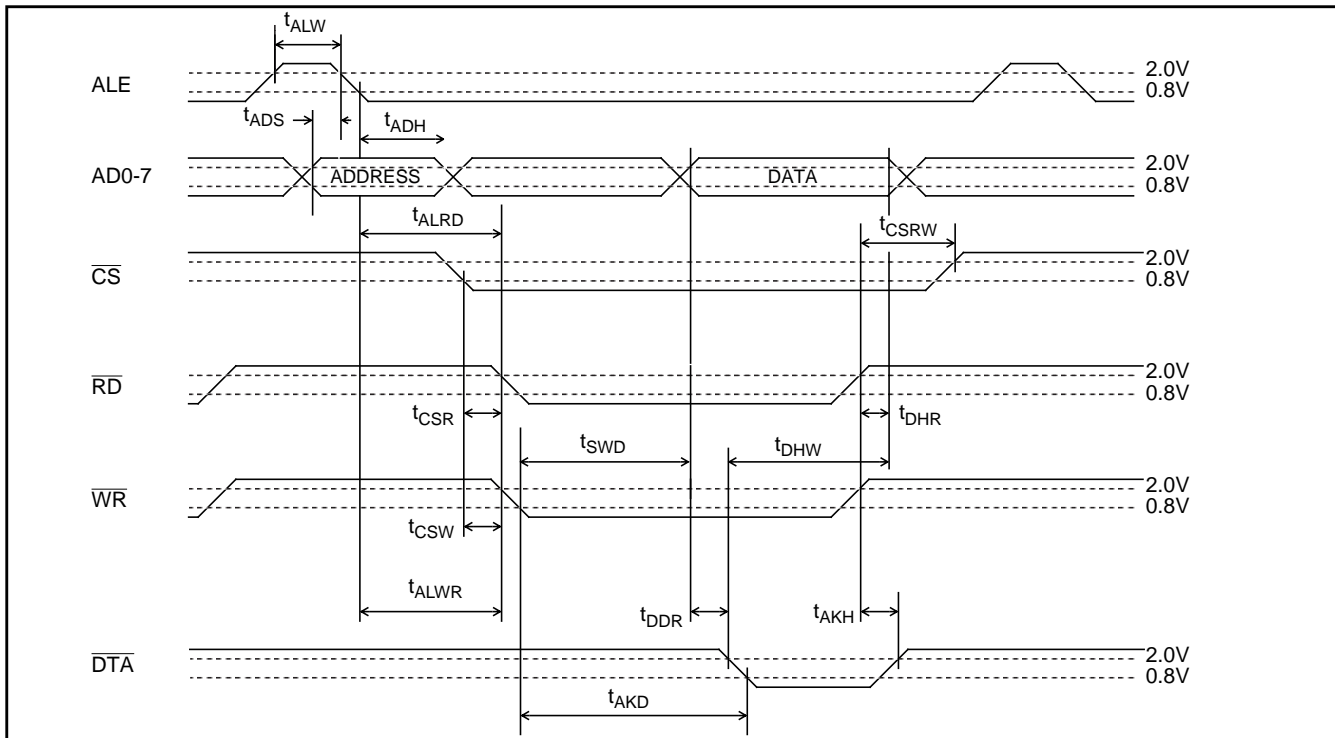 tALW
ALE
2.0V
0.8V
tADS
tADH
AD0-7
ADDRESS
DATA
2.0V
0.8V
tALRD
tCSRW
CS
2.0V
0.8V
RD
2.0V
0.8V
tCSR
tDHR
tSWD
tDHW
WR
2.0V
0.8V
tCSW
tALWR
tDDR
tAKH
DTA
2.0V
0.8V
tAKD